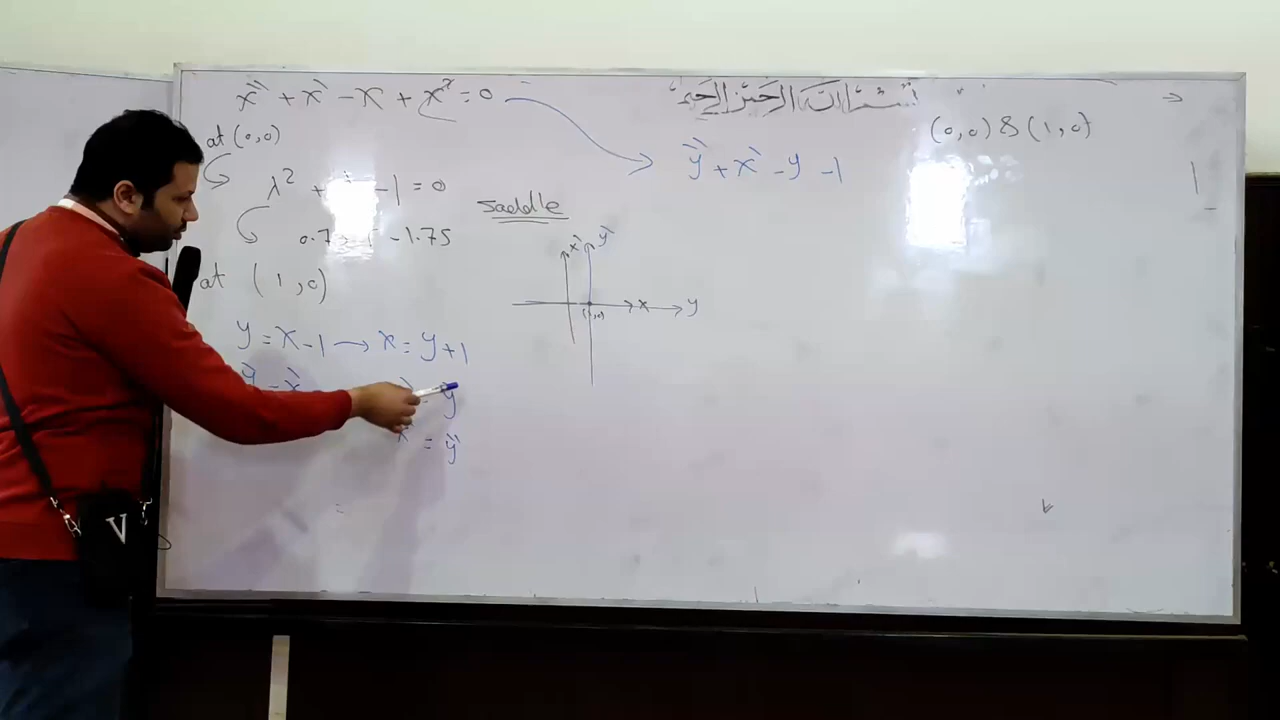 x`` + x` - x + x² = 0
بسم الله الرحمن الرحيم
(0,0) & (1,0)
at (0,0)
y`` + x` - y - 1
λ² + - 1 = 0
Saddle
-1.75
at (1,0)
x` y`
x y
(1,0)
y = x - 1 → x = y + 1
= y`
= y``
V